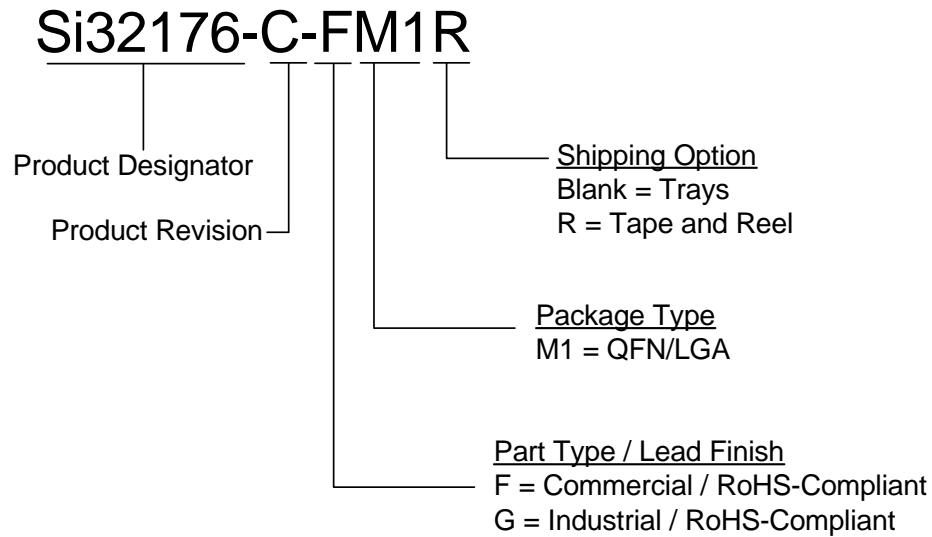 Si32176-C-FM1R
Product Designator
Product Revision
Shipping Option
Blank = Trays
R = Tape and Reel
Package Type
M1 = QFN/LGA
Part Type / Lead Finish
F = Commercial / RoHS-Compliant
G = Industrial / RoHS-Compliant